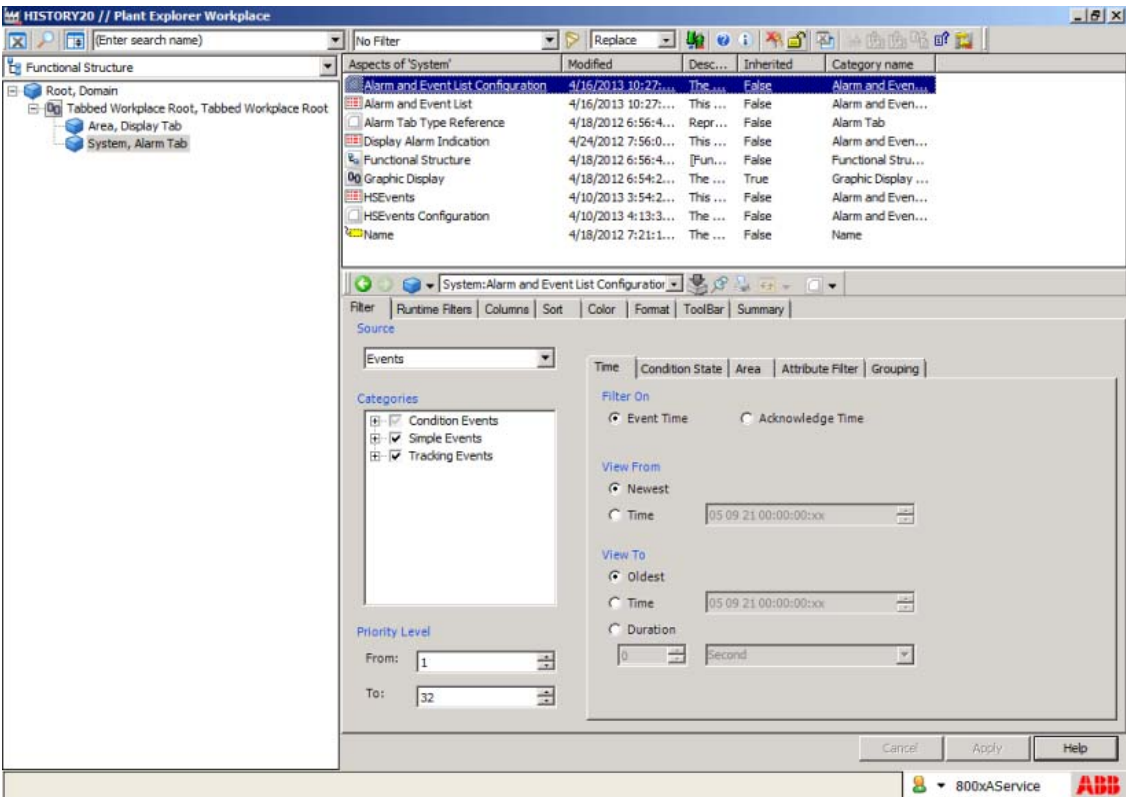 HISTORY20 // Plant Explorer Workplace
(Enter search name) No Filter Replace
Functional Structure
Root, Domain
Tabbed Workplace Root, Tabbed Workplace Root
Area, Display Tab
System, Alarm Tab
Aspects of 'System' Modified Desc... Inherited Category name
Alarm and Event List Configuration 4/16/2013 10:27:... The ... False Alarm and Even...
Alarm and Event List 4/16/2013 10:27:... This ... False Alarm and Even...
Alarm Tab Type Reference 4/18/2012 6:56:4... Repr... False Alarm Tab
Display Alarm Indication 4/24/2012 7:56:0... This ... False Alarm and Even...
Functional Structure 4/18/2012 6:56:4... [Fun... False Functional Stru...
Graphic Display 4/18/2012 6:54:2... The ... True Graphic Display ...
HSEvents 4/10/2013 3:54:2... This ... False Alarm and Even...
HSEvents Configuration 4/10/2013 4:13:3... The ... False Alarm and Even...
Name 4/18/2012 7:21:1... The ... False Name
System:Alarm and Event List Configuration
Filter Runtime Filters Columns Sort Color Format ToolBar Summary
Source
Events
Categories
Condition Events
Simple Events
Tracking Events
Priority Level
From: 1
To: 32
Time Condition State Area Attribute Filter Grouping
Filter On
Event Time Acknowledge Time
View From
Newest
Time 05 09 21 00:00:00:xx
View To
Oldest
Time 05 09 21 00:00:00:xx
Duration
0 Second
Cancel Apply Help
800xAService ABB